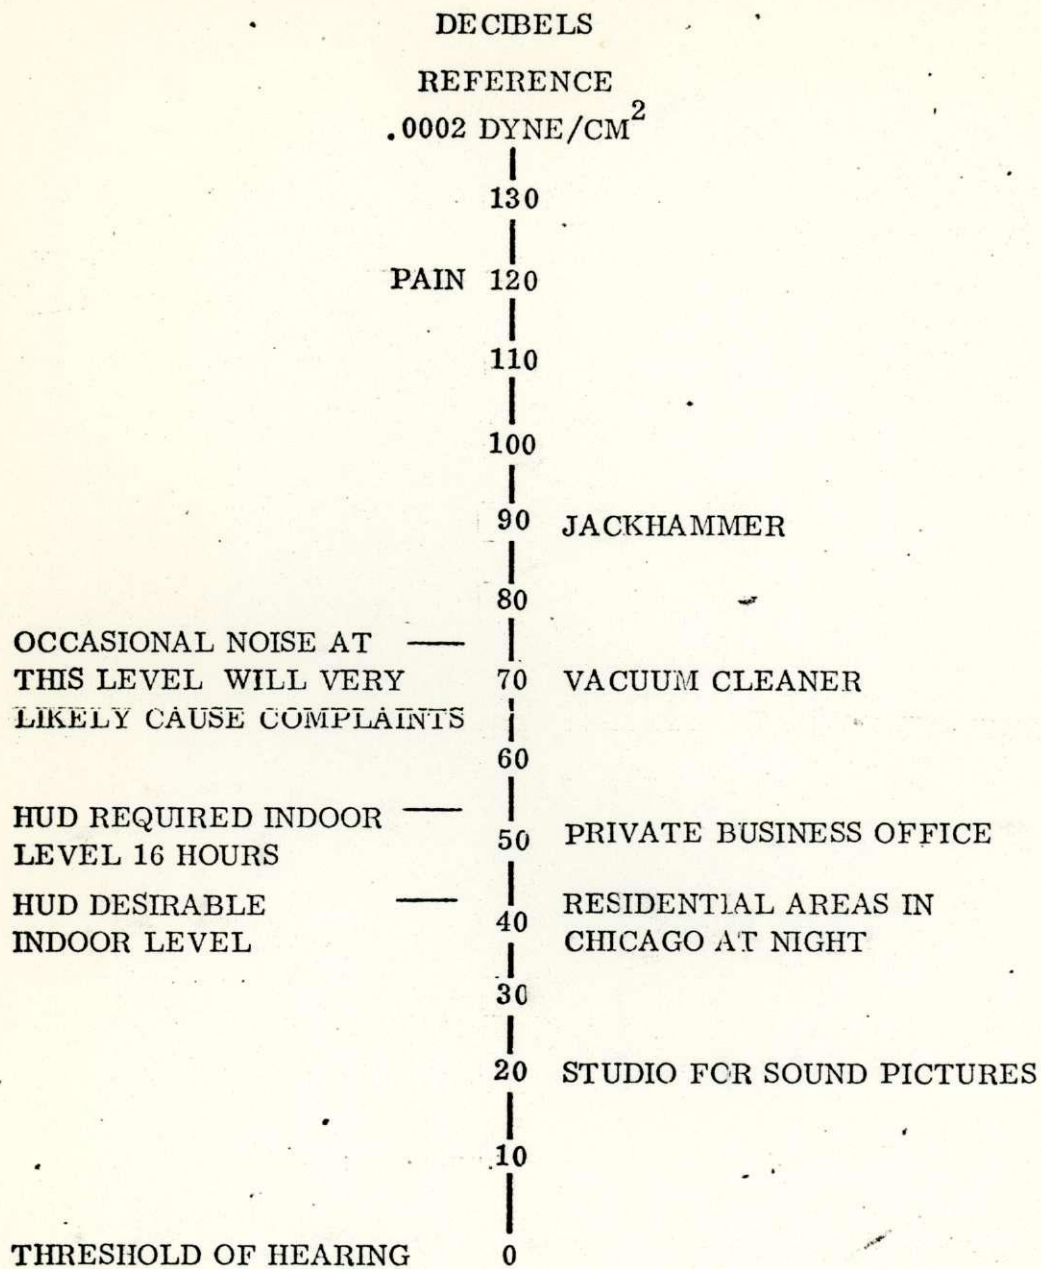 DECIBELS
REFERENCE
.0002 DYNE/CM²
130
PAIN 120
110
100
90 JACKHAMMER
80
OCCASIONAL NOISE AT
THIS LEVEL WILL VERY
LIKELY CAUSE COMPLAINTS
70 VACUUM CLEANER
60
HUD REQUIRED INDOOR
LEVEL 16 HOURS
50 PRIVATE BUSINESS OFFICE
HUD DESIRABLE
INDOOR LEVEL
40 RESIDENTIAL AREAS IN
CHICAGO AT NIGHT
30
20 STUDIO FOR SOUND PICTURES
10
THRESHOLD OF HEARING 0